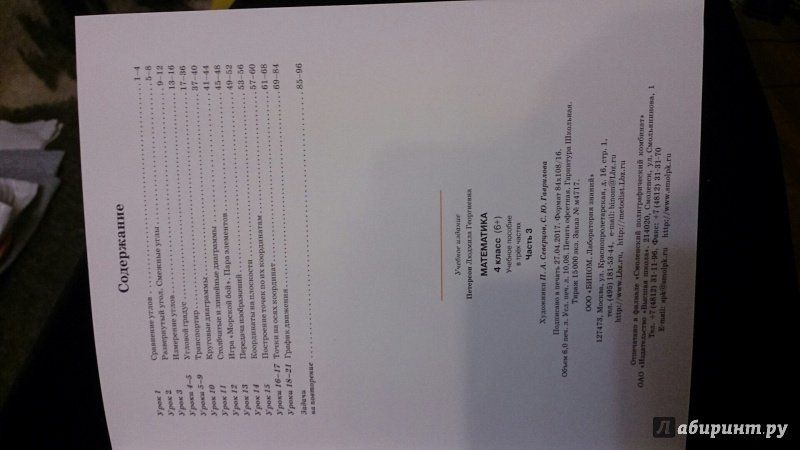 Содержание
Урок 1 Сравнение углов 1–4
Урок 2 Развернутый угол. Смежные углы 5–8
Урок 3 Измерение углов 9–12
Уроки 4–5 Угловой градус 13–16
Уроки 5–9 Транспортир 17–36
Урок 10 Круговые диаграммы 37–40
Урок 11 Столбчатые и линейные диаграммы 41–44
Урок 12 Игра «Морской бой». Пара элементов 45–48
Урок 13 Передача изображений 49–52
Урок 14 Координаты на плоскости 53–56
Урок 15 Построение точек по их координатам 57–60
Уроки 16–17 Точки на осях координат 61–68
Уроки 18–21 График движения 69–84
Задачи
на повторение 85–96
Учебное издание
Петерсон Людмила Георгиевна
МАТЕМАТИКА
4 класс (6+)
Учебное пособие
в трёх частях
Часть 3
Художники П. А. Северцов, С. Ю. Гаврилова
Подписано в печать 27.04.2017. Формат 84х108/16.
Объем 6,0 печ. л. Усл. печ. л. 10,08. Печать офсетная. Гарнитура Школьная.
Тираж 15 000 экз. Заказ № м4717.
ООО «БИНОМ. Лаборатория знаний»
127473, Москва, ул. Краснопролетарская, д. 16, стр. 1,
тел. (495) 181-53-44, e-mail: binom@Lbz.ru
http://www.Lbz.ru, http://metodist.Lbz.ru
Отпечатано в филиале «Смоленский полиграфический комбинат»
ОАО «Издательство «Высшая школа». 214020, Смоленск, ул. Смольянинова, 1
Тел.: +7 (4812) 31-11-96. Факс: +7 (4812) 31-31-70
E-mail: spk@smolpk.ru http://www.smolpk.ru
Лабиринт.ру